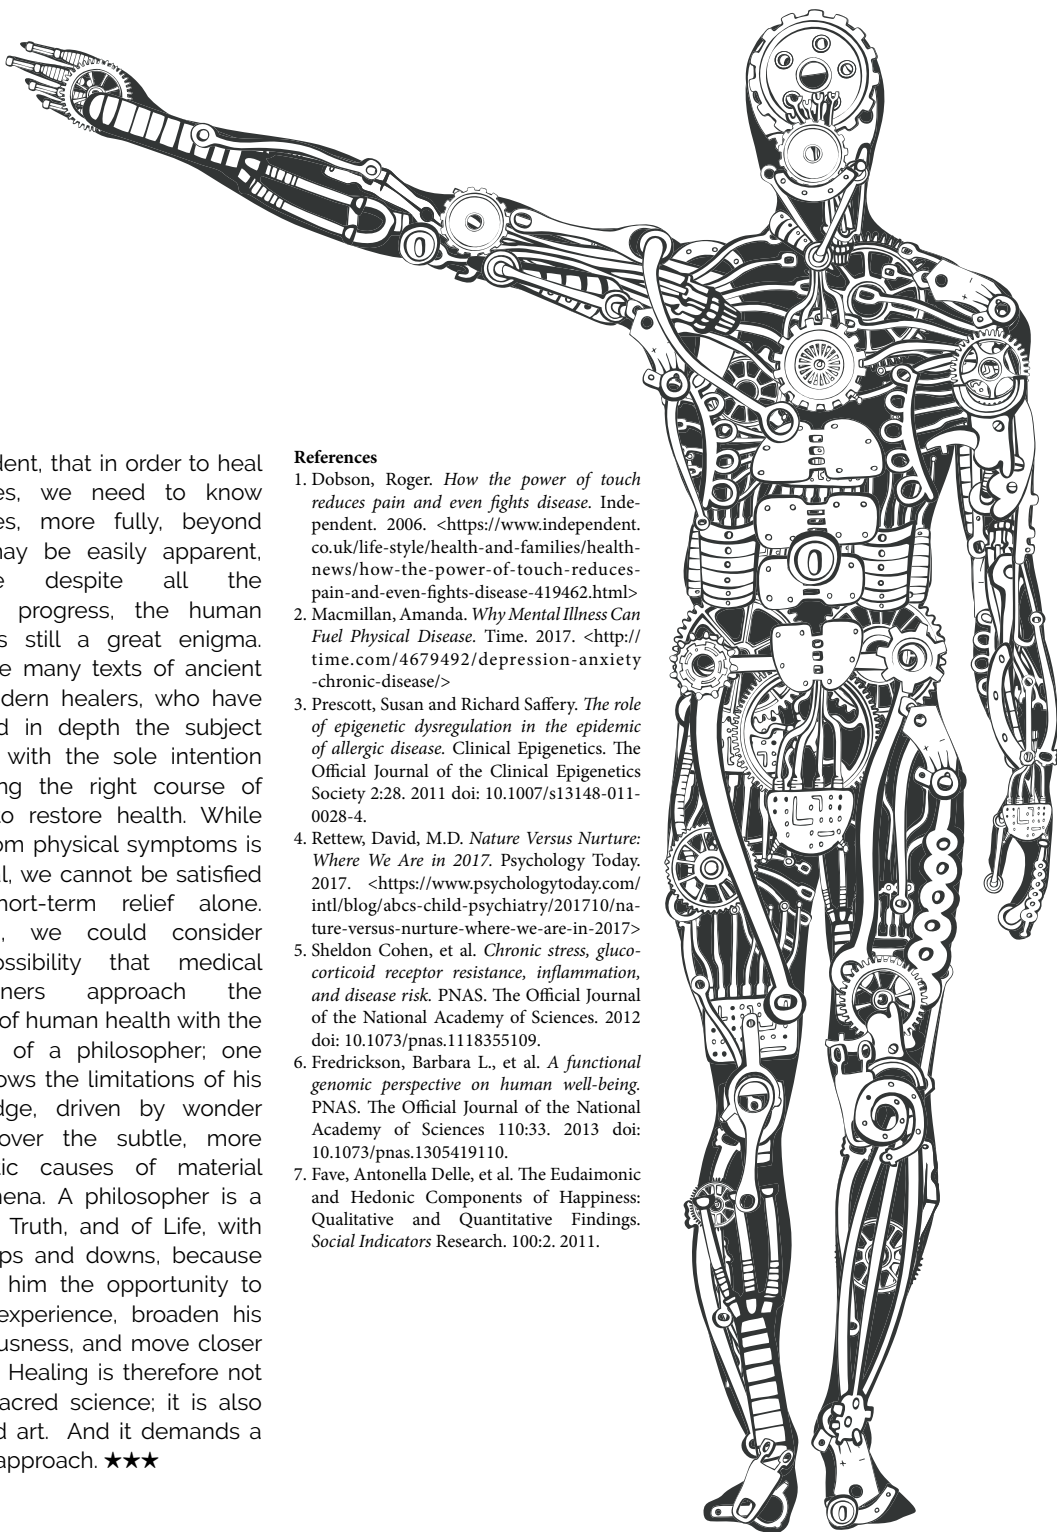 dent, that in order to heal
es, we need to know
es, more fully, beyond
may be easily apparent,
e despite all the
progress, the human
s still a great enigma.
e many texts of ancient
dern healers, who have
d in depth the subject
with the sole intention
ng the right course of
to restore health. While
om physical symptoms is
l, we cannot be satisfied
hort-term relief alone.
, we could consider
ossibility that medical
ners approach the
of human health with the
of a philosopher; one
ows the limitations of his
dge, driven by wonder
over the subtle, more
tic causes of material
nena. A philosopher is a
Truth, and of Life, with
ps and downs, because
him the opportunity to
experience, broaden his
usness, and move closer
Healing is therefore not
acred science; it is also
d art. And it demands a
approach. ★★★
References
1. Dobson, Roger. How the power of touch
reduces pain and even fights disease. Inde-
pendent. 2006. <https://www.independent.
co.uk/life-style/health-and-families/health-
news/how-the-power-of-touch-reduces-
pain-and-even-fights-disease-419462.html>
2. Macmillan, Amanda. Why Mental Illness Can
Fuel Physical Disease. Time. 2017. <http://
time.com/4679492/depression-anxiety
-chronic-disease/>
3. Prescott, Susan and Richard Saffery. The role
of epigenetic dysregulation in the epidemic
of allergic disease. Clinical Epigenetics. The
Official Journal of the Clinical Epigenetics
Society 2:28. 2011 doi: 10.1007/s13148-011-
0028-4.
4. Rettew, David, M.D. Nature Versus Nurture:
Where We Are in 2017. Psychology Today.
2017. <https://www.psychologytoday.com/
intl/blog/abcs-child-psychiatry/201710/na-
ture-versus-nurture-where-we-are-in-2017>
5. Sheldon Cohen, et al. Chronic stress, gluco-
corticoid receptor resistance, inflammation,
and disease risk. PNAS. The Official Journal
of the National Academy of Sciences. 2012
doi: 10.1073/pnas.1118355109.
6. Fredrickson, Barbara L., et al. A functional
genomic perspective on human well-being.
PNAS. The Official Journal of the National
Academy of Sciences 110:33. 2013 doi:
10.1073/pnas.1305419110.
7. Fave, Antonella Delle, et al. The Eudaimonic
and Hedonic Components of Happiness:
Qualitative and Quantitative Findings.
Social Indicators Research. 100:2. 2011.